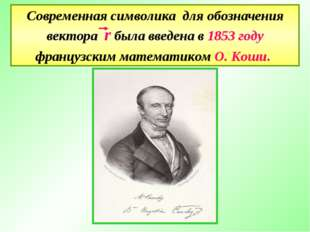 Современная символика для обозначения
вектора r⃗ была введена в 1853 году
французским математиком О. Коши.